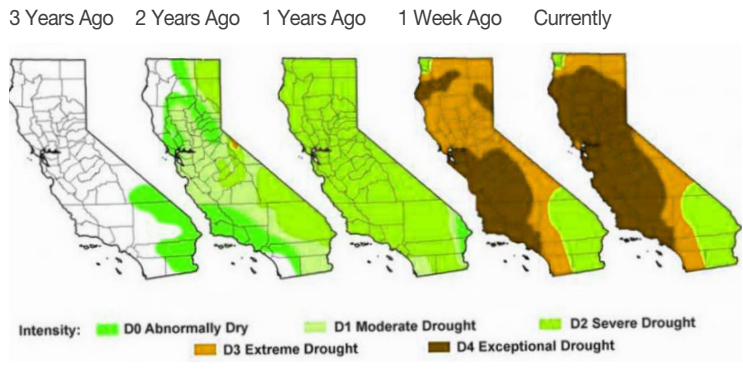 3 Years Ago 2 Years Ago 1 Years Ago 1 Week Ago Currently
Intensity: D0 Abnormally Dry D1 Moderate Drought D2 Severe Drought
D3 Extreme Drought D4 Exceptional Drought